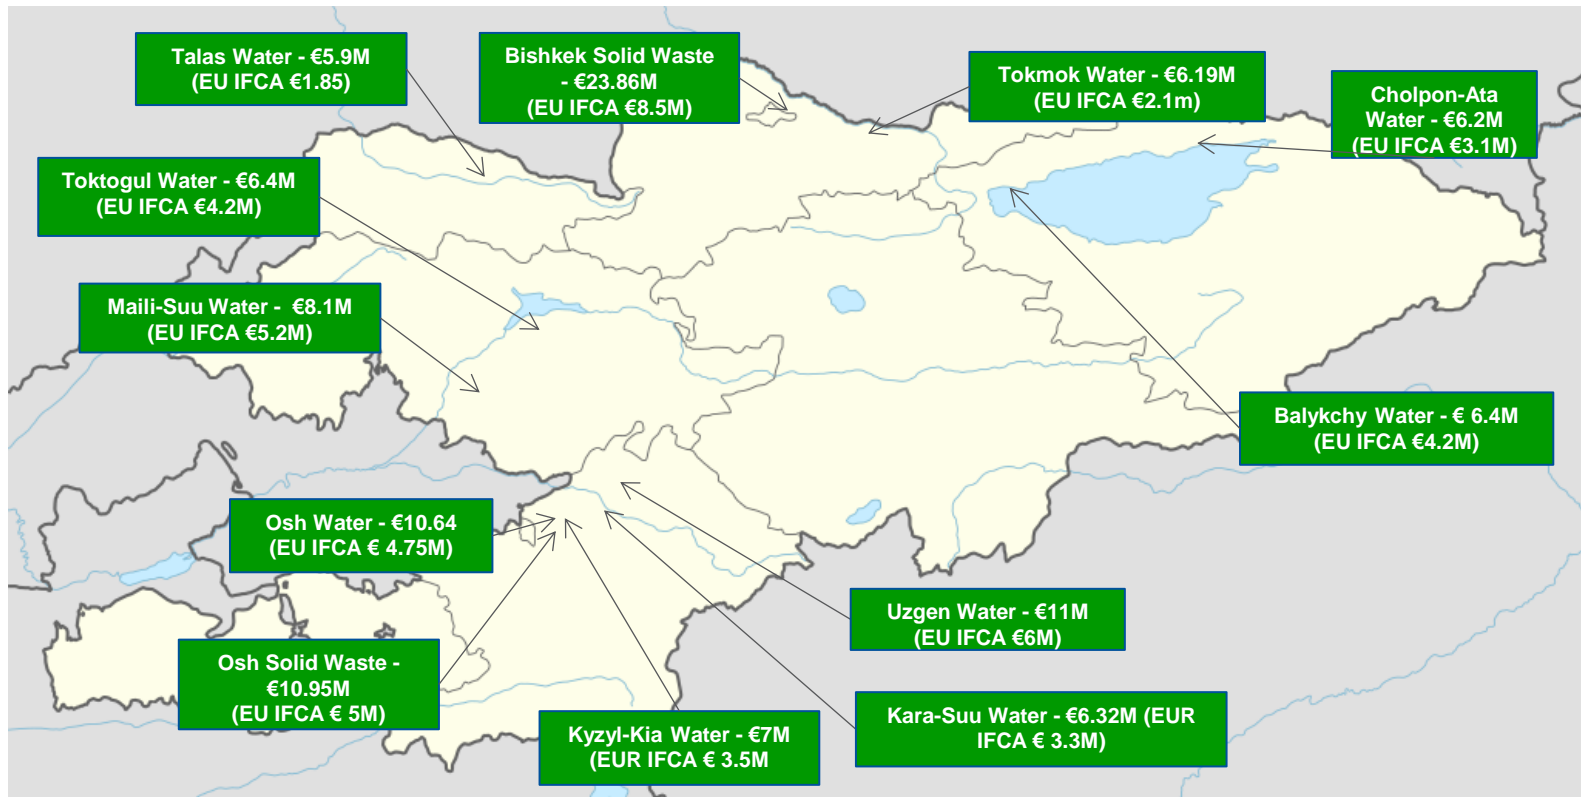 Talas Water - €5.9M
(EU IFCA €1.85)
Bishkek Solid Waste
- €23.86M
(EU IFCA €8.5M)
Tokmok Water - €6.19M
(EU IFCA €2.1m)
Cholpon-Ata
Water - €6.2M
(EU IFCA €3.1M)
Toktogul Water - €6.4M
(EU IFCA €4.2M)
Maili-Suu Water -  €8.1M
(EU IFCA €5.2M)
Balykchy Water - € 6.4M
(EU IFCA €4.2M)
Osh Water - €10.64
(EU IFCA € 4.75M)
Uzgen Water - €11M
(EU IFCA €6M)
Osh Solid Waste -
€10.95M
(EU IFCA € 5M)
Kyzyl-Kia Water - €7M
(EUR IFCA € 3.5M
Kara-Suu Water - €6.32M (EUR
IFCA € 3.3M)